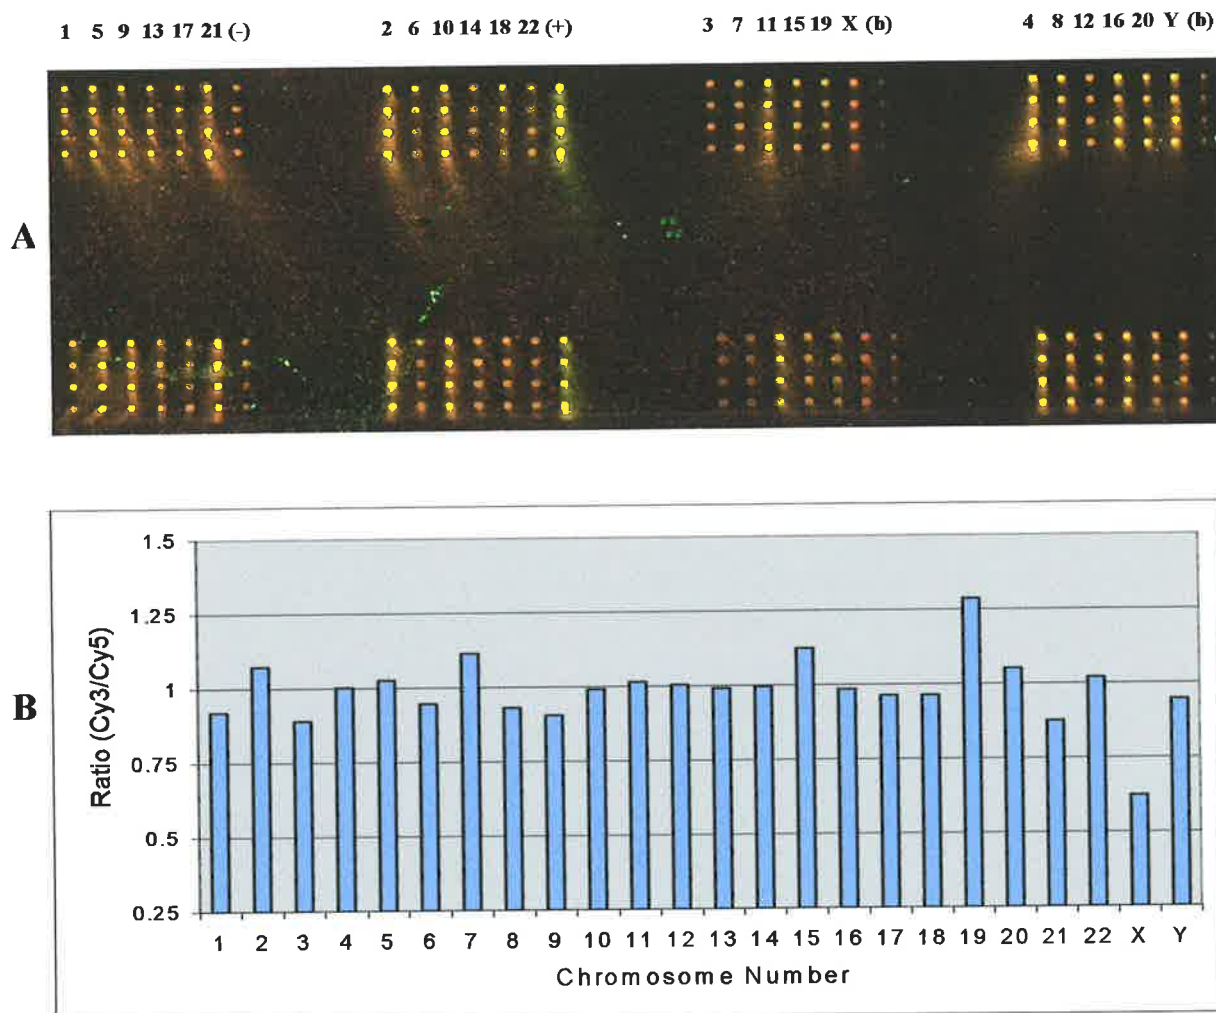 1 5 9 13 17 21 (-) 2 6 10 14 18 22 (+) 3 7 11 15 19 X (b) 4 8 12 16 20 Y (b)
A
B
1.5
1.25
1
0.75
0.5
0.25
Ratio (Cy3/Cy5)
1 2 3 4 5 6 7 8 9 10 11 12 13 14 15 16 17 18 19 20 21 22 X Y
Chromosome Number